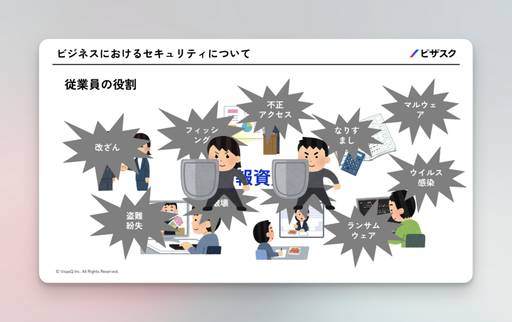 ビジネスにおけるセキュリティについて
ビザスク
従業員の役割
不正
アクセス
マルウェ
ア
フィッシ
ング
なりす
まし
改ざん
報資
ウイルス
感染
盗難
紛失
壊
ランサム
ウェア
© VisasQ Inc. All Rights Reserved.